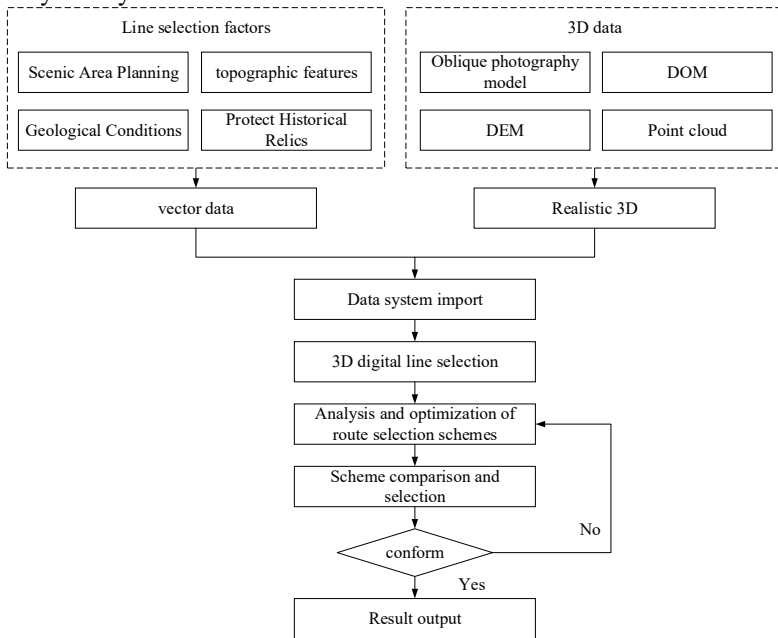 Line selection factors
Scenic Area Planning
topographic features
Geological Conditions
Protect Historical
Relics
3D data
Oblique photography
model
DOM
DEM
Point cloud
vector data
Realistic 3D
Data system import
3D digital line selection
Analysis and optimization of
route selection schemes
Scheme comparison and
selection
No
conform
Yes
Result output